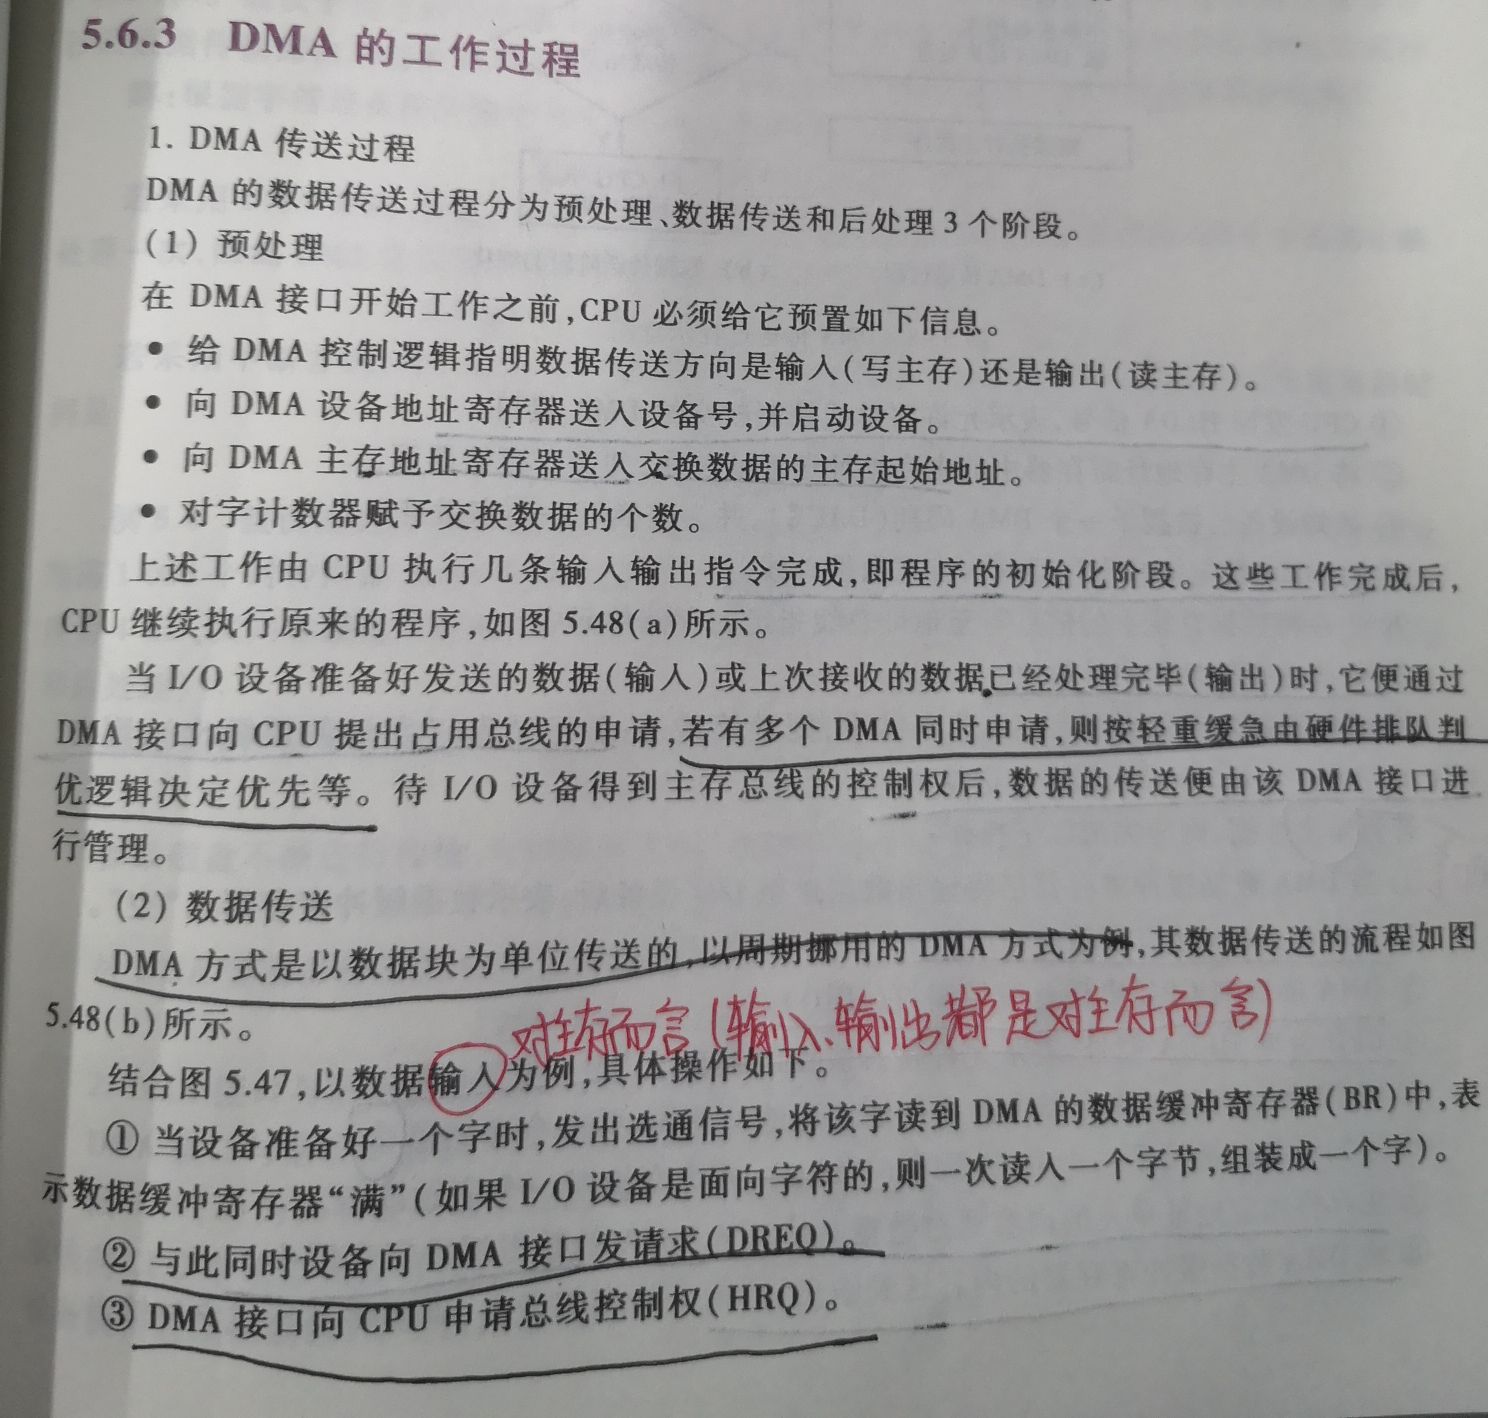 5.6.3 DMA 的工作过程
1. DMA 传送过程
DMA 的数据传送过程分为预处理、数据传送和后处理 3 个阶段。
(1) 预处理
在 DMA 接口开始工作之前,CPU 必须给它预置如下信息。
• 给 DMA 控制逻辑指明数据传送方向是输入(写主存)还是输出(读主存)。
• 向 DMA 设备地址寄存器送入设备号,并启动设备。
• 向 DMA 主存地址寄存器送入交换数据的主存起始地址。
• 对字计数器赋予交换数据的个数。
上述工作由 CPU 执行几条输入输出指令完成,即程序的初始化阶段。这些工作完成后,
CPU 继续执行原来的程序,如图 5.48(a)所示。
当 I/O 设备准备好发送的数据(输入)或上次接收的数据已经处理完毕(输出)时,它便通过
DMA 接口向 CPU 提出占用总线的申请,若有多个 DMA 同时申请,则按轻重缓急由硬件排队判
优逻辑决定优先等。待 I/O 设备得到主存总线的控制权后,数据的传送便由该 DMA 接口进
行管理。
(2) 数据传送
DMA 方式是以数据块为单位传送的,以周期挪用的 DMA 方式为例,其数据传送的流程如图
5.48(b)所示。
对主存而言(输入、输出都是对主存而言)
结合图 5.47,以数据输入为例,具体操作如下。
① 当设备准备好一个字时,发出选通信号,将该字读到 DMA 的数据缓冲寄存器(BR)中,表
示数据缓冲寄存器“满”(如果 I/O 设备是面向字符的,则一次读入一个字节,组装成一个字)。
② 与此同时设备向 DMA 接口发请求(DREQ)。
③ DMA 接口向 CPU 申请总线控制权(HRQ)。